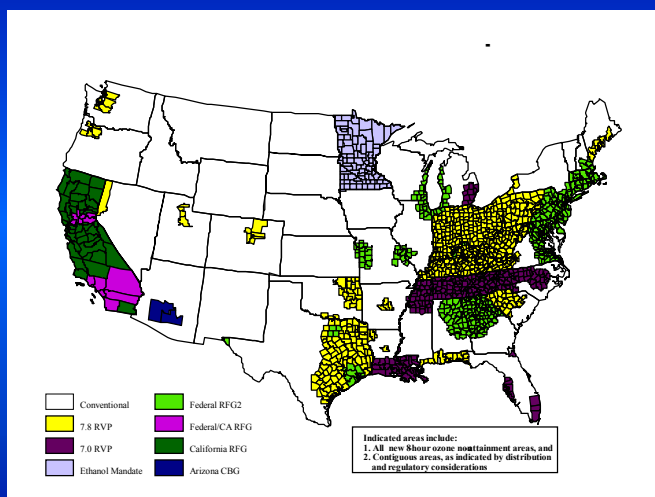 Conventional
7.8 RVP
7.0 RVP
Ethanol Mandate
Federal RFG2
Federal/CA RFG
California RFG
Arizona CBG
Indicated areas include:
1. All new 8hour ozone nonattainment areas, and
2. Contiguous areas, as indicated by distribution
and regulatory considerations